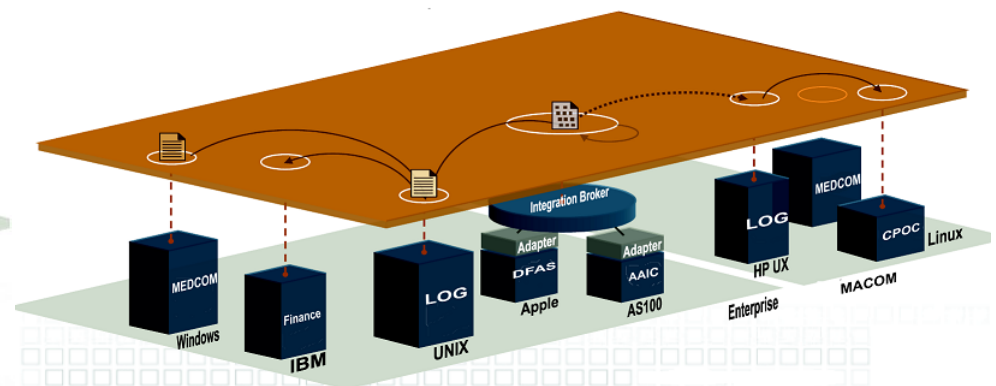 Integration Broker
MEDCOM
LOG
HP UX
CPOC
Linux
MACOM
Adapter
Adapter
DFAS
AAIC
Apple
AS100
Enterprise
MEDCOM
Windows
Finance
IBM
LOG
UNIX